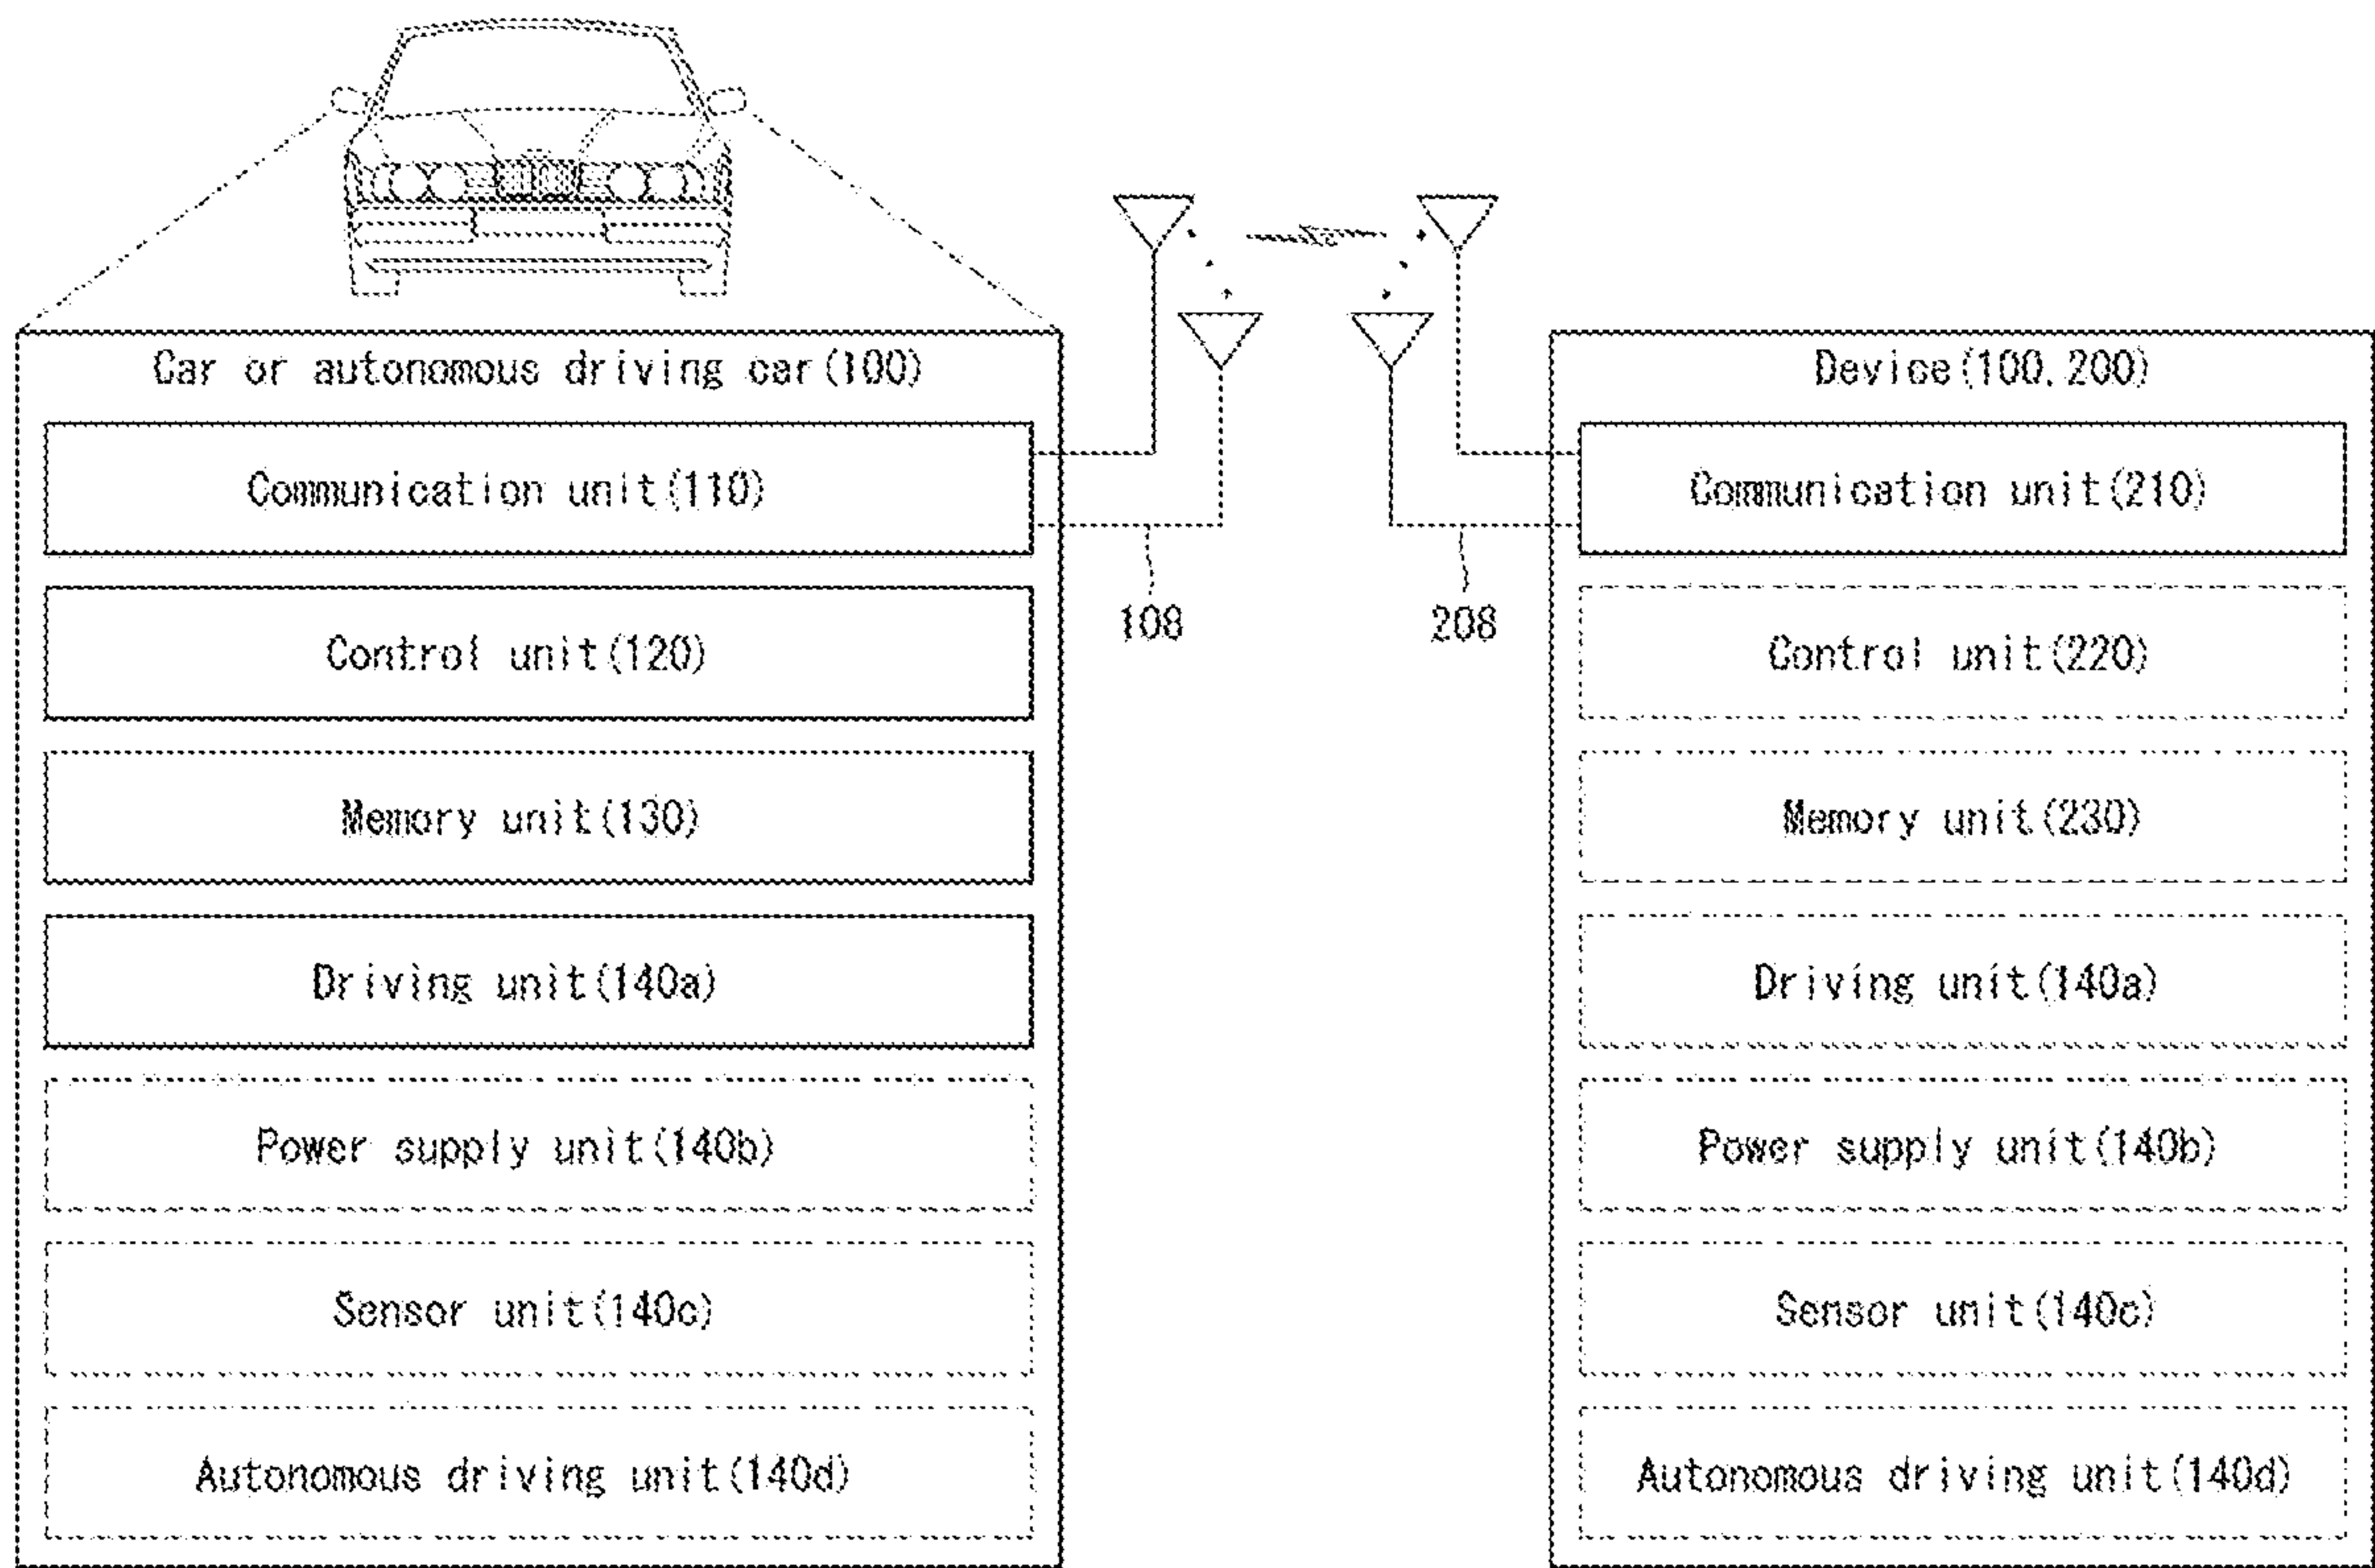 Car or autonomous driving car(100)
Communication unit(110)
Control unit(120)
Memory unit(130)
Driving unit(140a)
Power supply unit(140b)
Sensor unit(140c)
Autonomous driving unit(140d)
108
208
Device(100,200)
Communication unit(210)
Control unit(220)
Memory unit(230)
Driving unit(140a)
Power supply unit(140b)
Sensor unit(140c)
Autonomous driving unit(140d)